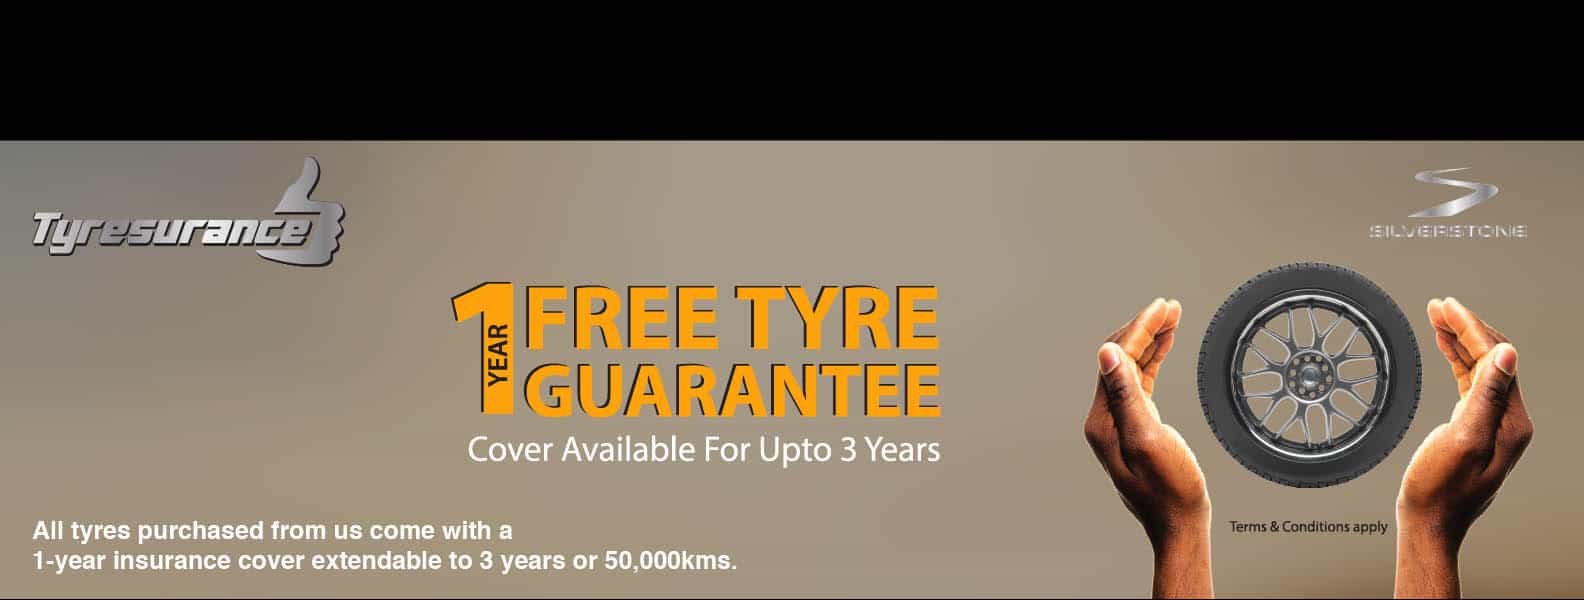 Tyresurance
SILVERSTONE
1 YEAR
FREE TYRE
GUARANTEE
Cover Available For Upto 3 Years
All tyres purchased from us come with a
1-year insurance cover extendable to 3 years or 50,000kms.
Terms & Conditions apply